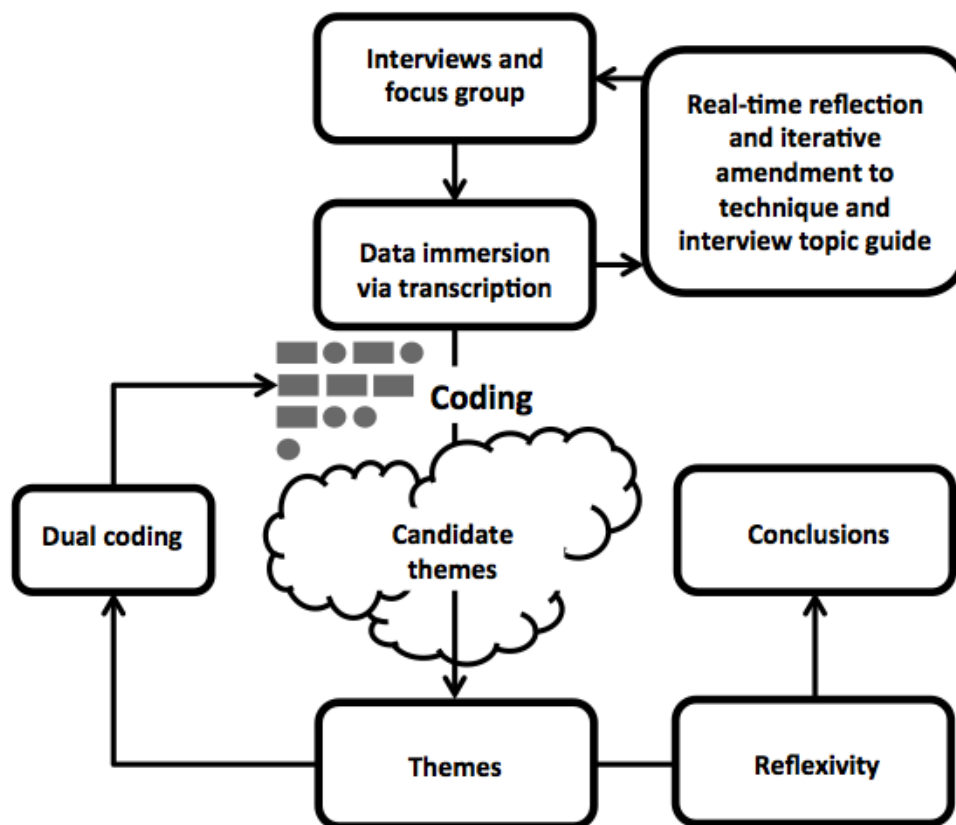 Interviews and
focus group
Real-time reflection
and iterative
amendment to
technique and
interview topic guide
Data immersion
via transcription
Coding
Dual coding
Candidate
themes
Conclusions
Themes
Reflexivity